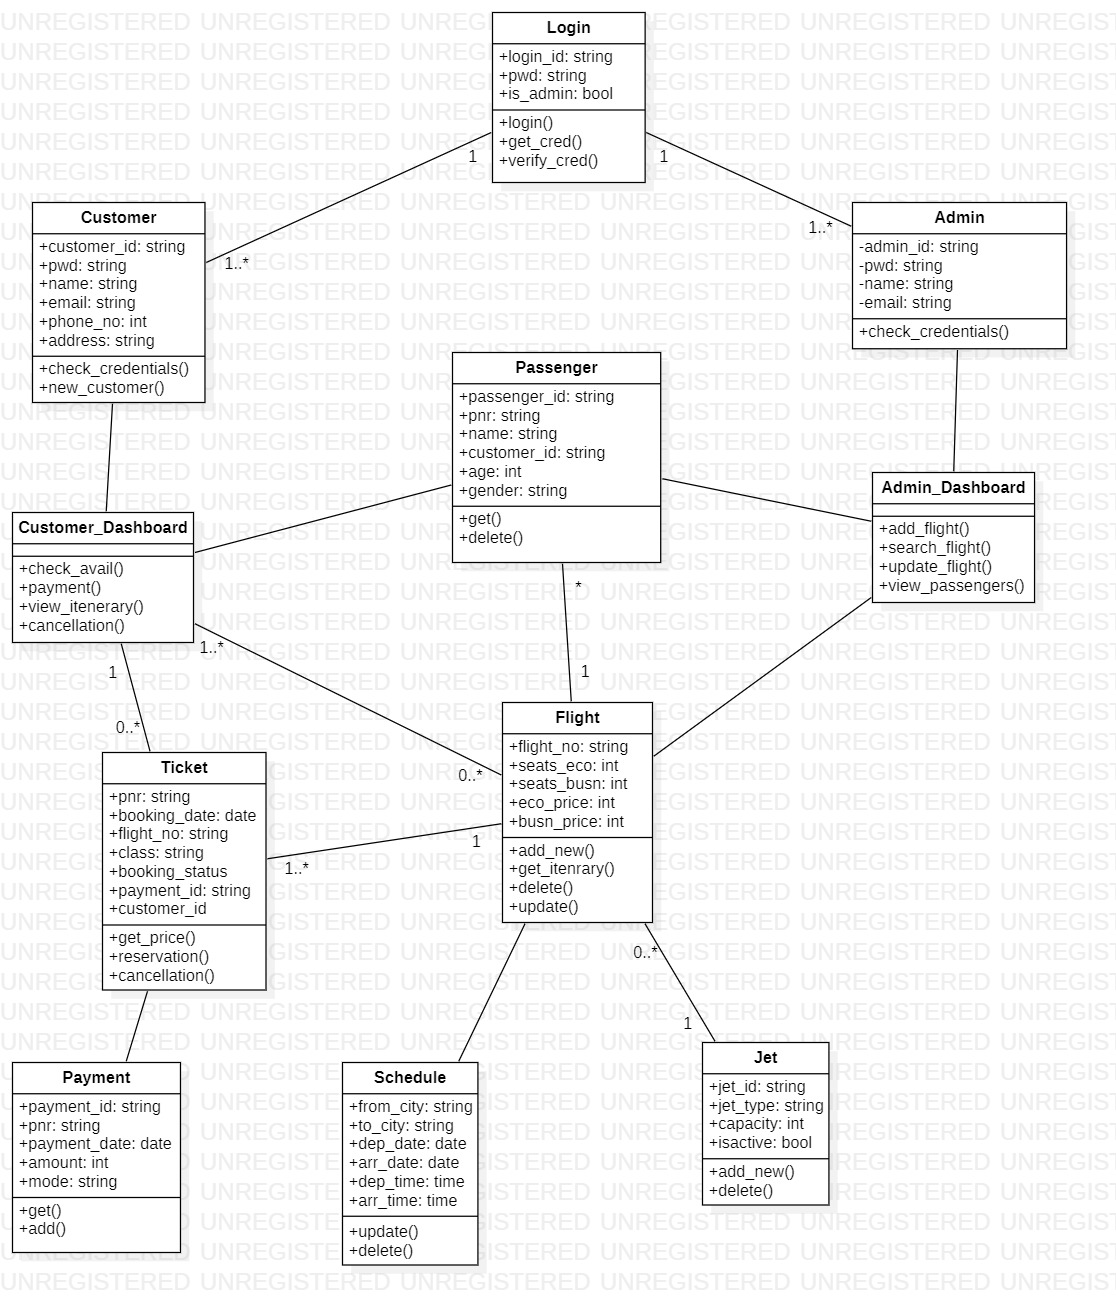 Login
+login_id: string
+pwd: string
+is_admin: bool
+login()
+get_cred()
+verify_cred()
1
1
1..*
1..*
Customer
+customer_id: string
+pwd: string
+name: string
+email: string
+phone_no: int
+address: string
+check_credentials()
+new_customer()
Admin
-admin_id: string
-pwd: string
-name: string
-email: string
+check_credentials()
Passenger
+passenger_id: string
+pnr: string
+name: string
+customer_id: string
+age: int
+gender: string
+get()
+delete()
Customer_Dashboard
+check_avail()
+payment()
+view_itenerary()
+cancellation()
Admin_Dashboard
+add_flight()
+search_flight()
+update_flight()
+view_passengers()
*
1
1..*
0..*
1
0..*
Flight
+flight_no: string
+seats_eco: int
+seats_busn: int
+eco_price: int
+busn_price: int
+add_new()
+get_itenrary()
+delete()
+update()
Ticket
+pnr: string
+booking_date: date
+flight_no: string
+class: string
+booking_status
+payment_id: string
+customer_id
+get_price()
+reservation()
+cancellation()
1
1..*
0..*
1
Payment
+payment_id: string
+pnr: string
+payment_date: date
+amount: int
+mode: string
+get()
+add()
Schedule
+from_city: string
+to_city: string
+dep_date: date
+arr_date: date
+dep_time: time
+arr_time: time
+update()
+delete()
Jet
+jet_id: string
+jet_type: string
+capacity: int
+isactive: bool
+add_new()
+delete()
UNREGISTERED